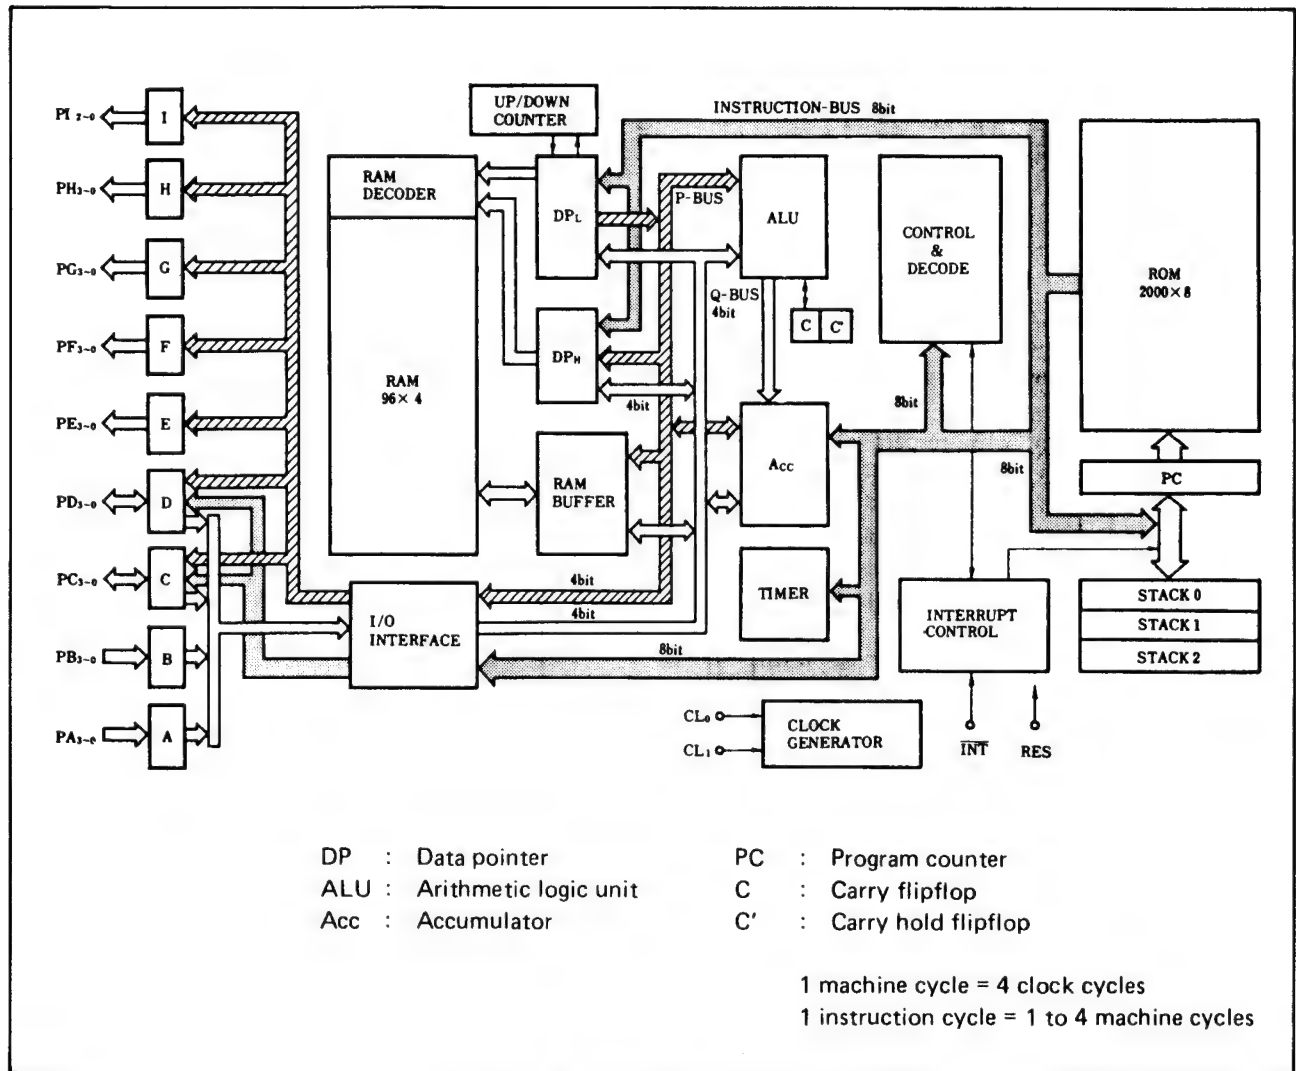 UP/DOWN
COUNTER
INSTRUCTION-BUS 8bit
PI 2~0
I
PH3~0
H
PG3~0
G
PF3~0
F
PE3~0
E
PD3~0
D
PC3~0
C
PB3~0
B
PA3~0
A
RAM
DECODER
RAM
96×4
DPL
DPH
4bit
RAM
BUFFER
P-BUS
ALU
Q-BUS
4bit
C
C'
Acc
TIMER
CONTROL
&
DECODE
8bit
8bit
ROM
2000×8
PC
STACK 0
STACK 1
STACK 2
INTERRUPT
CONTROL
I/O
INTERFACE
4bit
4bit
8bit
CL0
CL1
CLOCK
GENERATOR
INT
RES
DP : Data pointer
ALU : Arithmetic logic unit
Acc : Accumulator
PC : Program counter
C : Carry flipflop
C' : Carry hold flipflop
1 machine cycle = 4 clock cycles
1 instruction cycle = 1 to 4 machine cycles